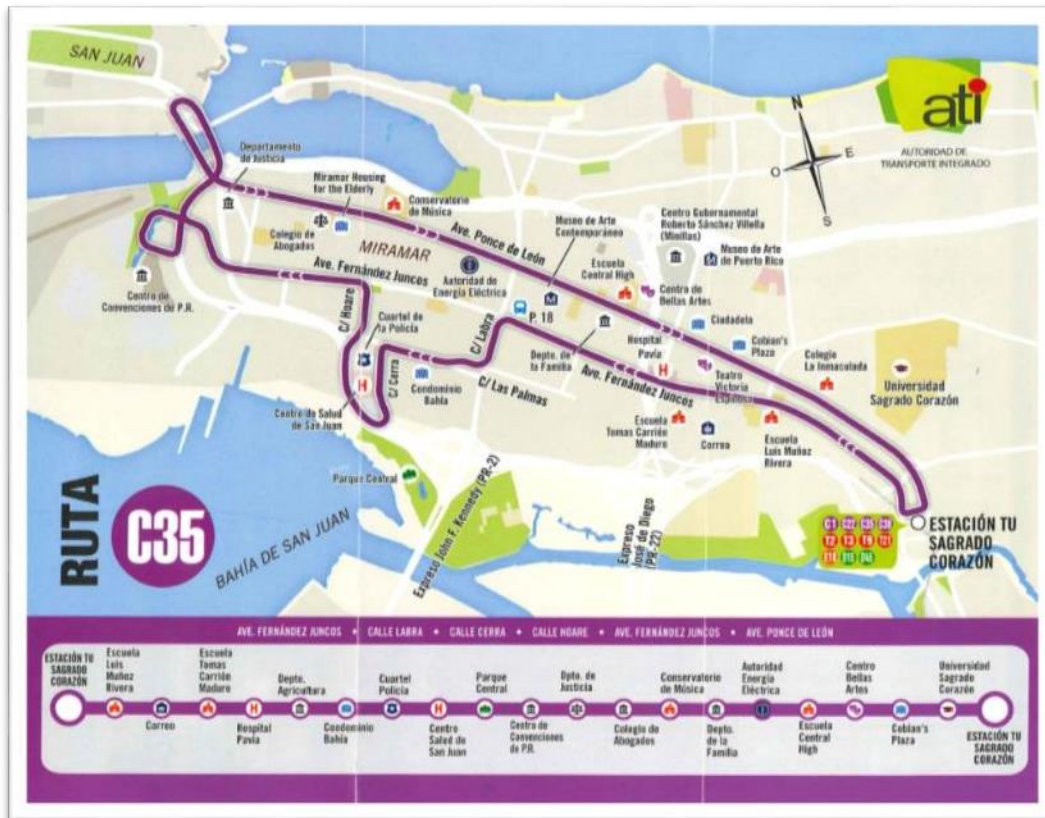 SAN JUAN
ati
AUTORIDAD DE
TRANSPORTE INTEGRADO
N
O
E
S
Departamento
de Justicia
Miramar Housing
for the Elderly
Conservatorio
de Música
Colegio de
Abogados
MIRAMAR
Ave. Ponce de León
Museo de Arte
Contemporáneo
Centro Gubernamental
Roberto Sánchez Vilella
(Minillas)
Museo de Arte
de Puerto Rico
Escuela
Central High
Centro de
Bellas Artes
Ave. Fernández Juncos
Autoridad de
Energía Eléctrica
Centro de
Convenciones de P.R.
C/ Hoare
Cuartel de
la Policía
C/ Labra
P. 18
Ciudadela
Cobian's
Plaza
Depto. de
la Familia
Hospital
Pavía
Colegio
La Inmaculada
C/ Cerra
Condominio
Bahía
C/ Las Palmas
Ave. Fernández Juncos
Teatro
Victoria
Espinosa
Universidad
Sagrado Corazón
Centro de Salud
de San Juan
Escuela
Tomas Carrión
Maduro
Correo
Escuela
Luis Muñoz
Rivera
Parque Central
RUTA
C35
BAHÍA DE SAN JUAN
Expreso John F. Kennedy (PR-2)
Expreso
José de Diego
(PR-22)
C1 C22 C35 C36
T2 T3 T9 T21
ESTACIÓN TU
SAGRADO
CORAZÓN
AVE. FERNÁNDEZ JUNCOS • CALLE LABRA • CALLE CERRA • CALLE HOARE • AVE. FERNÁNDEZ JUNCOS • AVE. PONCE DE LEÓN
ESTACIÓN TU
SAGRADO
CORAZÓN
Escuela
Luis
Muñoz
Rivera
Correo
Escuela
Tomas
Carrión
Maduro
Hospital
Pavía
Depto.
Agricultura
Condominio
Bahía
Cuartel
Policía
Centro
Salud de
San Juan
Parque
Central
Centro de
Convenciones
de P.R.
Dpto. de
Justicia
Colegio de
Abogados
Conservatorio
de Música
Depto.
de la
Familia
Autoridad
Energía
Eléctrica
Escuela
Central
High
Centro
Bellas
Artes
Cobian's
Plaza
Universidad
Sagrado
Corazón
ESTACIÓN TU
SAGRADO
CORAZÓN